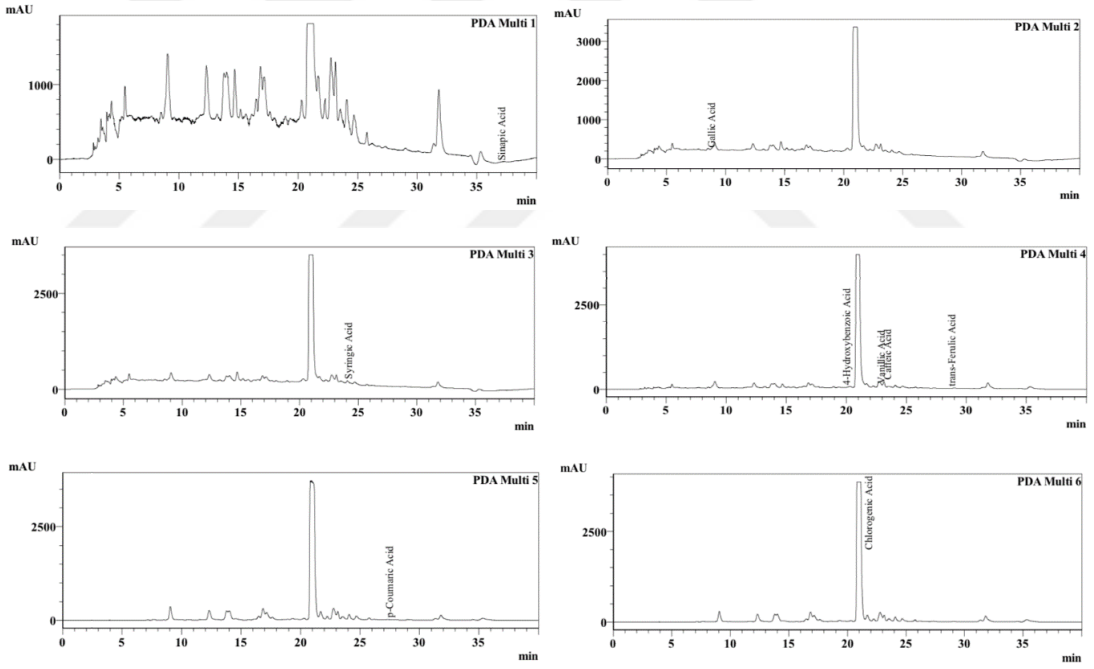 mAU
PDA Multi 1
1000
0
Sinapic Acid
0 5 10 15 20 25 30 35
min
mAU
PDA Multi 2
3000
2000
1000
0
Gallic Acid
0 5 10 15 20 25 30 35
min
mAU
PDA Multi 3
2500
0
Syringic Acid
0 5 10 15 20 25 30 35
min
mAU
PDA Multi 4
2500
0
4-Hydroxybenzoic Acid
Vanillic Acid
Caffeic Acid
trans-Ferulic Acid
0 5 10 15 20 25 30 35
min
mAU
PDA Multi 5
2500
0
p-Coumaric Acid
0 5 10 15 20 25 30 35
min
mAU
PDA Multi 6
2500
0
Chlorogenic Acid
0 5 10 15 20 25 30 35
min